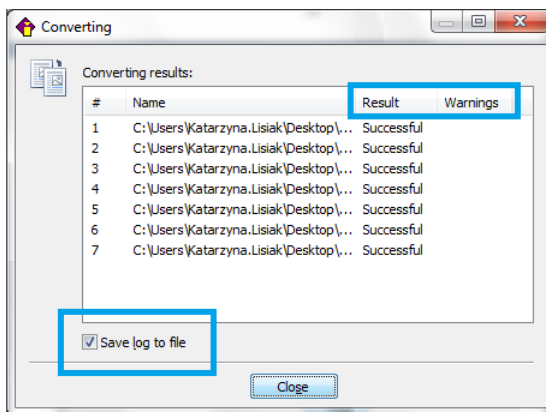 Converting
Converting results:
# Name Result Warnings
1 C:\Users\Katarzyna.Lisiak\Desktop\... Successful
2 C:\Users\Katarzyna.Lisiak\Desktop\... Successful
3 C:\Users\Katarzyna.Lisiak\Desktop\... Successful
4 C:\Users\Katarzyna.Lisiak\Desktop\... Successful
5 C:\Users\Katarzyna.Lisiak\Desktop\... Successful
6 C:\Users\Katarzyna.Lisiak\Desktop\... Successful
7 C:\Users\Katarzyna.Lisiak\Desktop\... Successful
Save log to file
Close